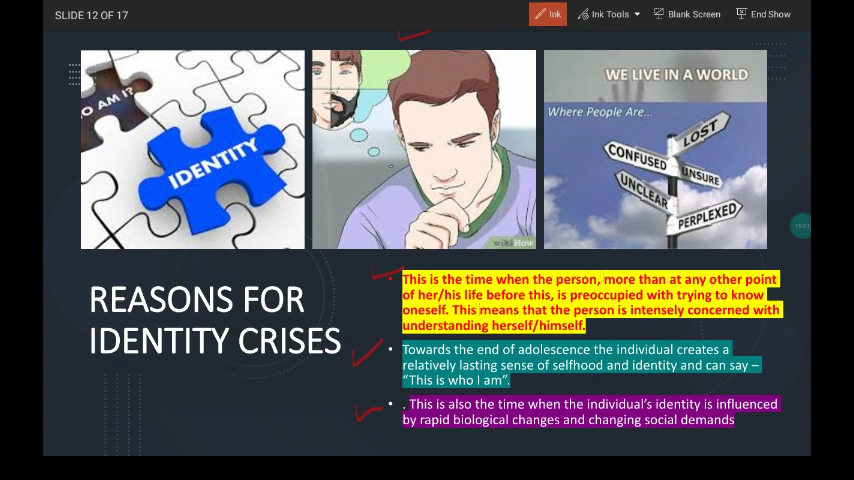 SLIDE 12 OF 17
Ink
Ink Tools
Blank Screen
End Show
O AM I?
IDENTITY
wikiHow
WE LIVE IN A WORLD
Where People Are...
LOST
CONFUSED
UNSURE
UNCLEAR
PERPLEXED
REASONS FOR
IDENTITY CRISES
• This is the time when the person, more than at any other point
of her/his life before this, is preoccupied with trying to know
oneself. This means that the person is intensely concerned with
understanding herself/himself.
• Towards the end of adolescence the individual creates a
relatively lasting sense of selfhood and identity and can say –
“This is who I am”.
• . This is also the time when the individual’s identity is influenced
by rapid biological changes and changing social demands